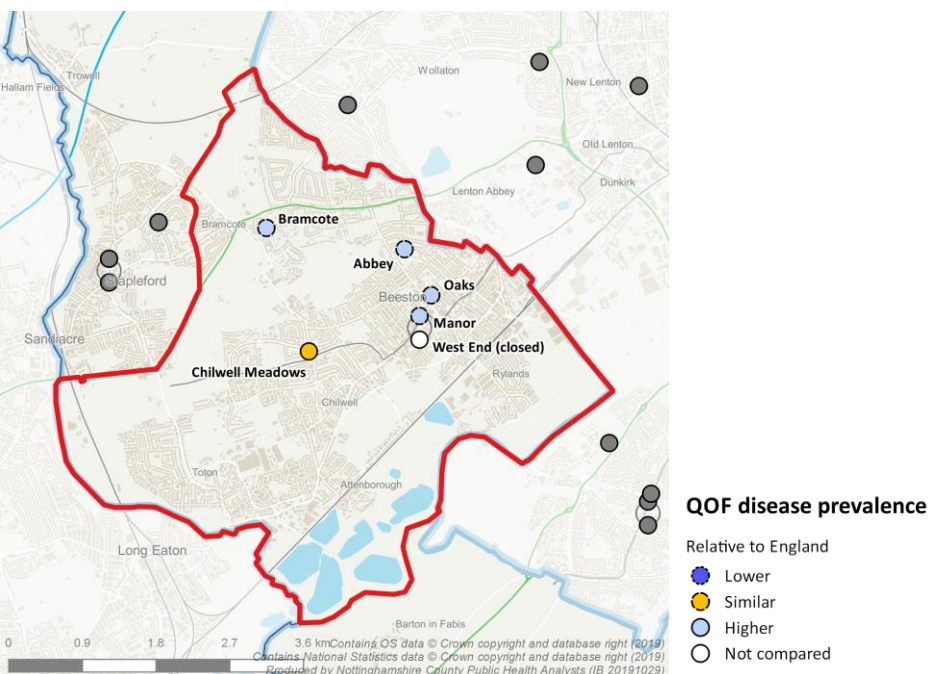 Wollaton
Trowell
New Lenton
Hallam Fields
Old Lenton
Dunkirk
Lenton Abbey
Bramcote
Bramcote
Abbey
Stapleford
Oaks
Beeston
Manor
Sandiacre
West End (closed)
Chilwell Meadows
Rylands
Chilwell
Toton
Attenborough
QOF disease prevalence
Relative to England
Long Eaton
Lower
Similar
Barton in Fabis
Higher
0 0.9 1.8 2.7 3.6 km
Contains OS data © Crown copyright and database right (2019)
Not compared
Contains National Statistics data © Crown copyright and database right (2019)
Produced by Nottinghamshire County Public Health Analysts (IB 20191029)